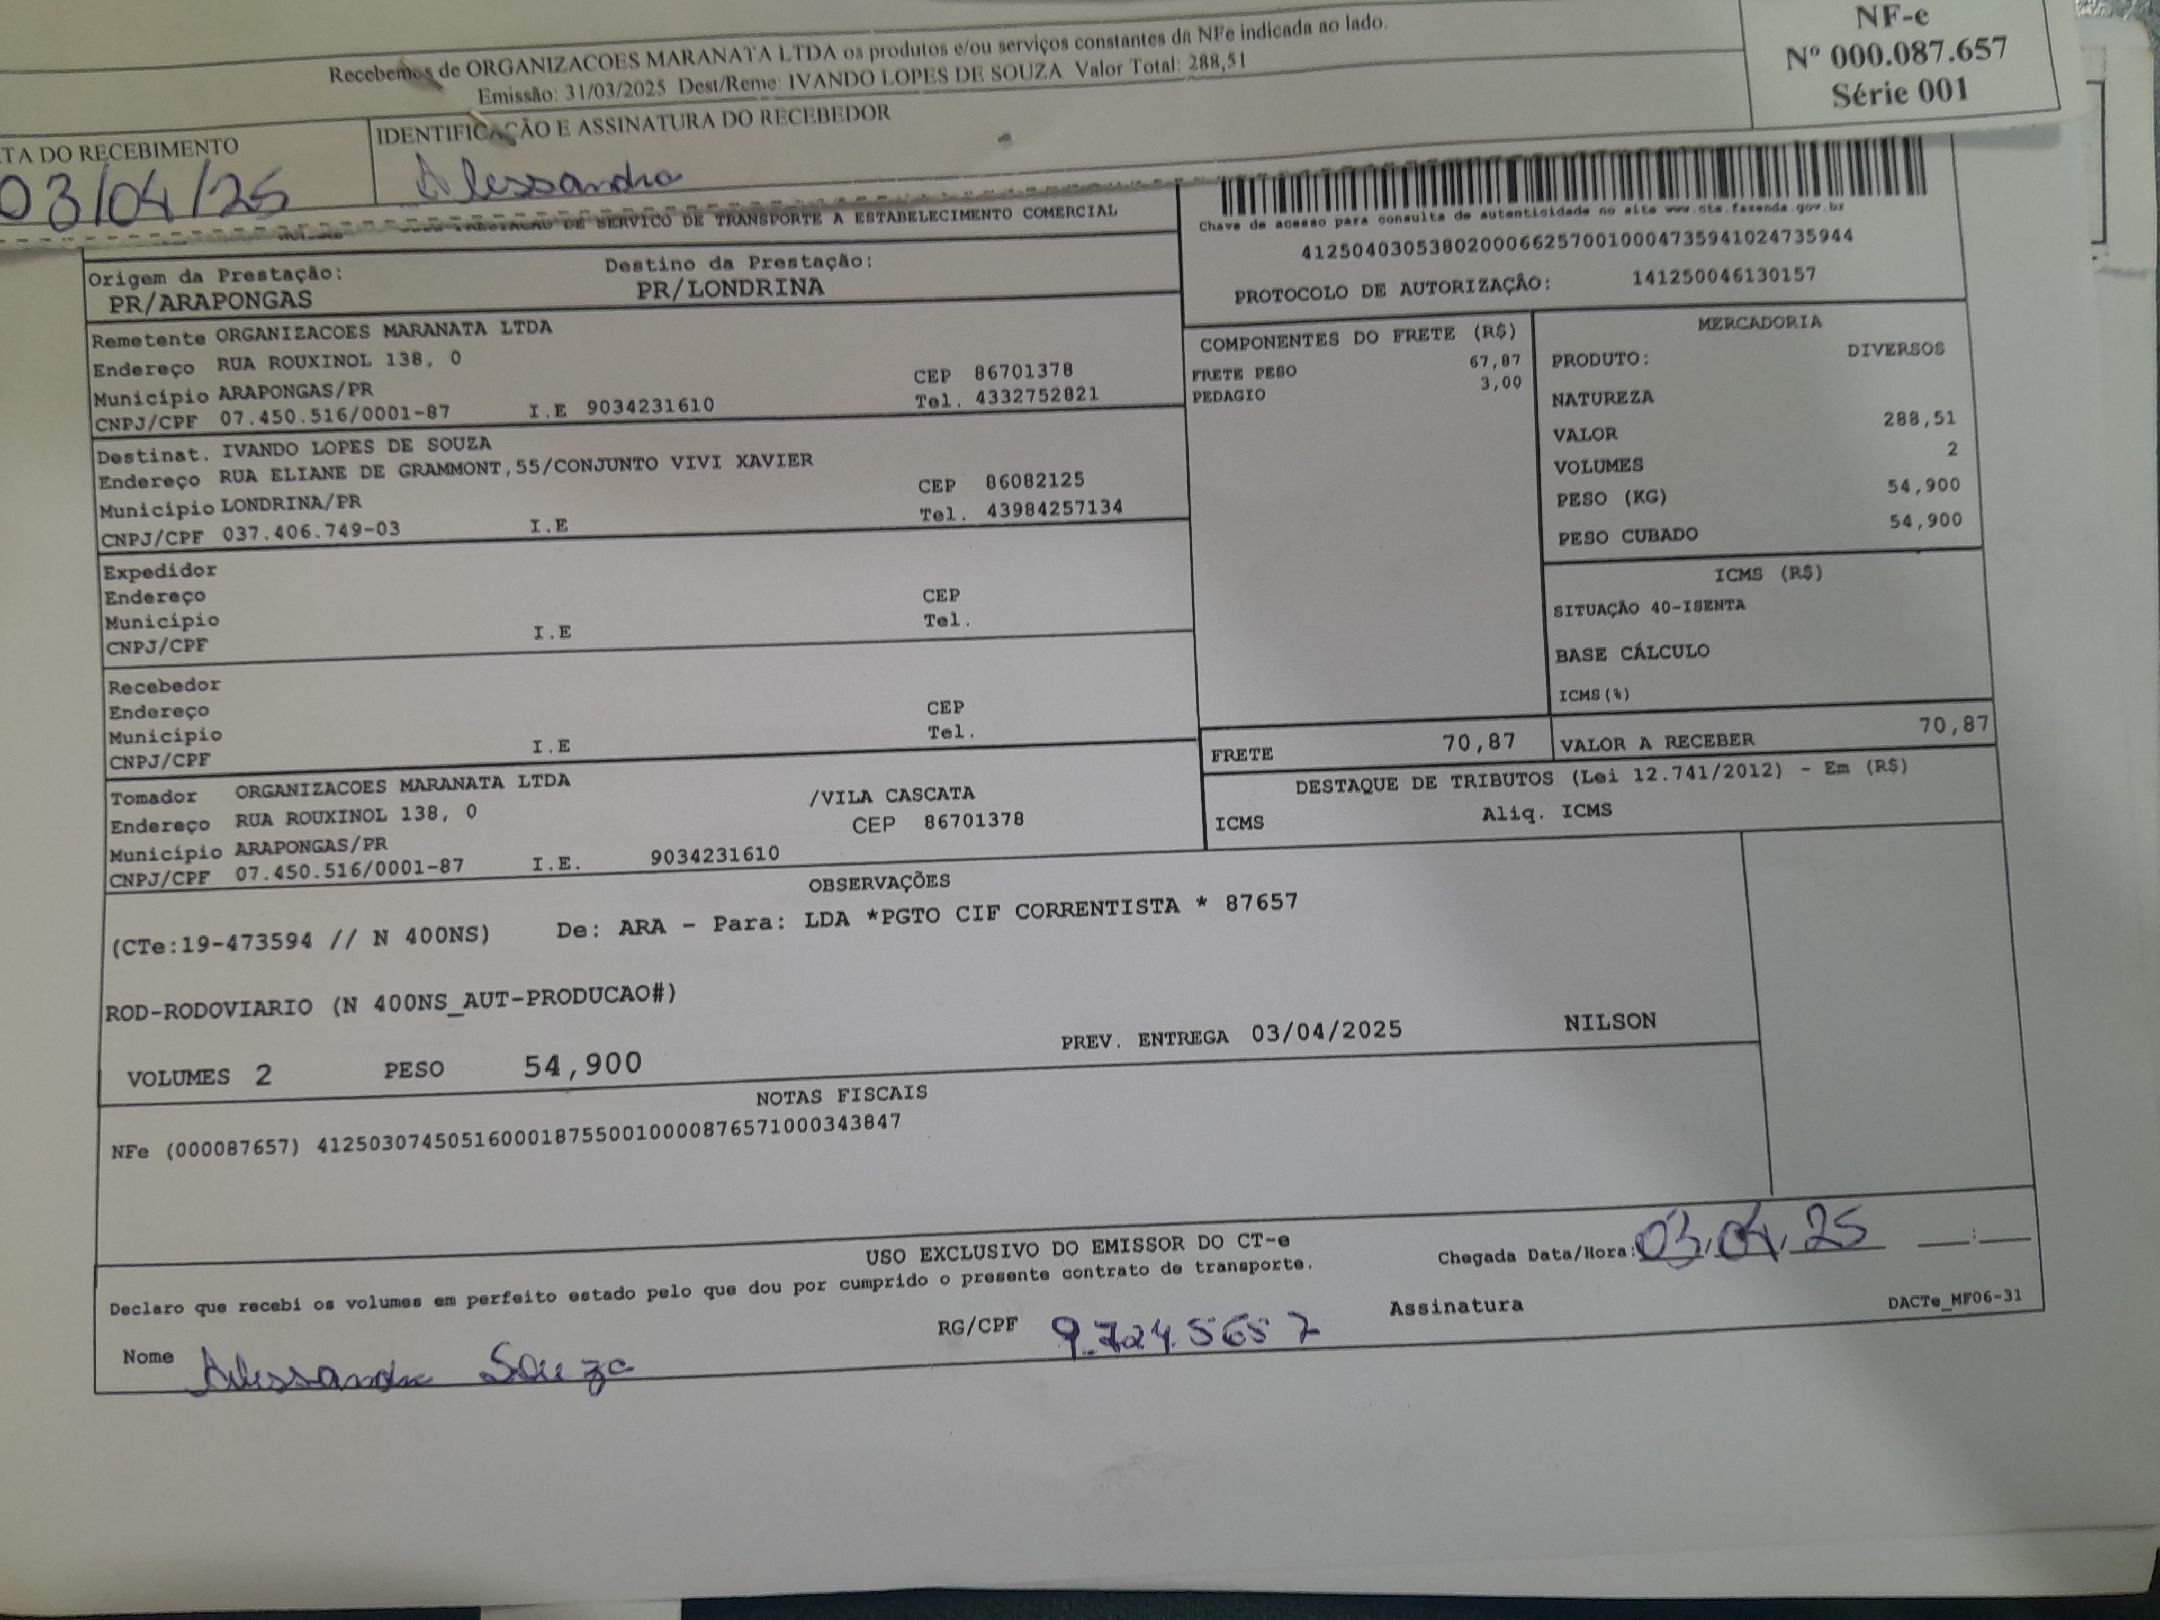 Recebemos de ORGANIZACOES MARANATA LTDA os produtos e/ou serviços constantes da NFe indicada ao lado.
Emissão: 31/03/2025 Dest/Reme: IVANDO LOPES DE SOUZA Valor Total: 288,51
NF-e
Nº 000.087.657
Série 001
TA DO RECEBIMENTO
03/04/25
IDENTIFICAÇÃO E ASSINATURA DO RECEBEDOR
Alessandra
PRESTAÇÃO DE SERVICO DE TRANSPORTE A ESTABELECIMENTO COMERCIAL
Chave de acesso para consulta de autenticidade no site www.cte.fazenda.gov.br
41250403053802000662570010004735941024735944
PROTOCOLO DE AUTORIZAÇÃO: 141250046130157
Origem da Prestação:
PR/ARAPONGAS
Destino da Prestação:
PR/LONDRINA
Remetente ORGANIZACOES MARANATA LTDA
Endereço RUA ROUXINOL 138, 0
Município ARAPONGAS/PR CEP 86701378
CNPJ/CPF 07.450.516/0001-87 I.E 9034231610 Tel. 4332752821
Destinat. IVANDO LOPES DE SOUZA
Endereço RUA ELIANE DE GRAMMONT,55/CONJUNTO VIVI XAVIER
Município LONDRINA/PR CEP 86082125
CNPJ/CPF 037.406.749-03 I.E Tel. 43984257134
Expedidor
Endereço CEP
Município Tel.
CNPJ/CPF I.E
Recebedor
Endereço CEP
Município Tel.
CNPJ/CPF I.E
Tomador ORGANIZACOES MARANATA LTDA
Endereço RUA ROUXINOL 138, 0 /VILA CASCATA
Município ARAPONGAS/PR CEP 86701378
CNPJ/CPF 07.450.516/0001-87 I.E. 9034231610
COMPONENTES DO FRETE (R$)
FRETE PESO 67,87
PEDAGIO 3,00
MERCADORIA
PRODUTO: DIVERSOS
NATUREZA
VALOR 288,51
VOLUMES 2
PESO (KG) 54,900
PESO CUBADO 54,900
ICMS (R$)
SITUAÇÃO 40-ISENTA
BASE CÁLCULO
ICMS(%)
FRETE 70,87
VALOR A RECEBER 70,87
DESTAQUE DE TRIBUTOS (Lei 12.741/2012) - Em (R$)
ICMS Aliq. ICMS
OBSERVAÇÕES
(CTe:19-473594 // N 400NS) De: ARA - Para: LDA *PGTO CIF CORRENTISTA * 87657
ROD-RODOVIARIO (N 400NS_AUT-PRODUCAO#)
VOLUMES 2 PESO 54,900 PREV. ENTREGA 03/04/2025 NILSON
NOTAS FISCAIS
NFe (000087657) 41250307450516000187550010000876571000343847
USO EXCLUSIVO DO EMISSOR DO CT-e
Declaro que recebi os volumes em perfeito estado pelo que dou por cumprido o presente contrato de transporte.
Chegada Data/Hora: 03.04.25 __:__
Nome Alessandra Souza RG/CPF 9.724.5657 Assinatura
DACTe_MF06-31